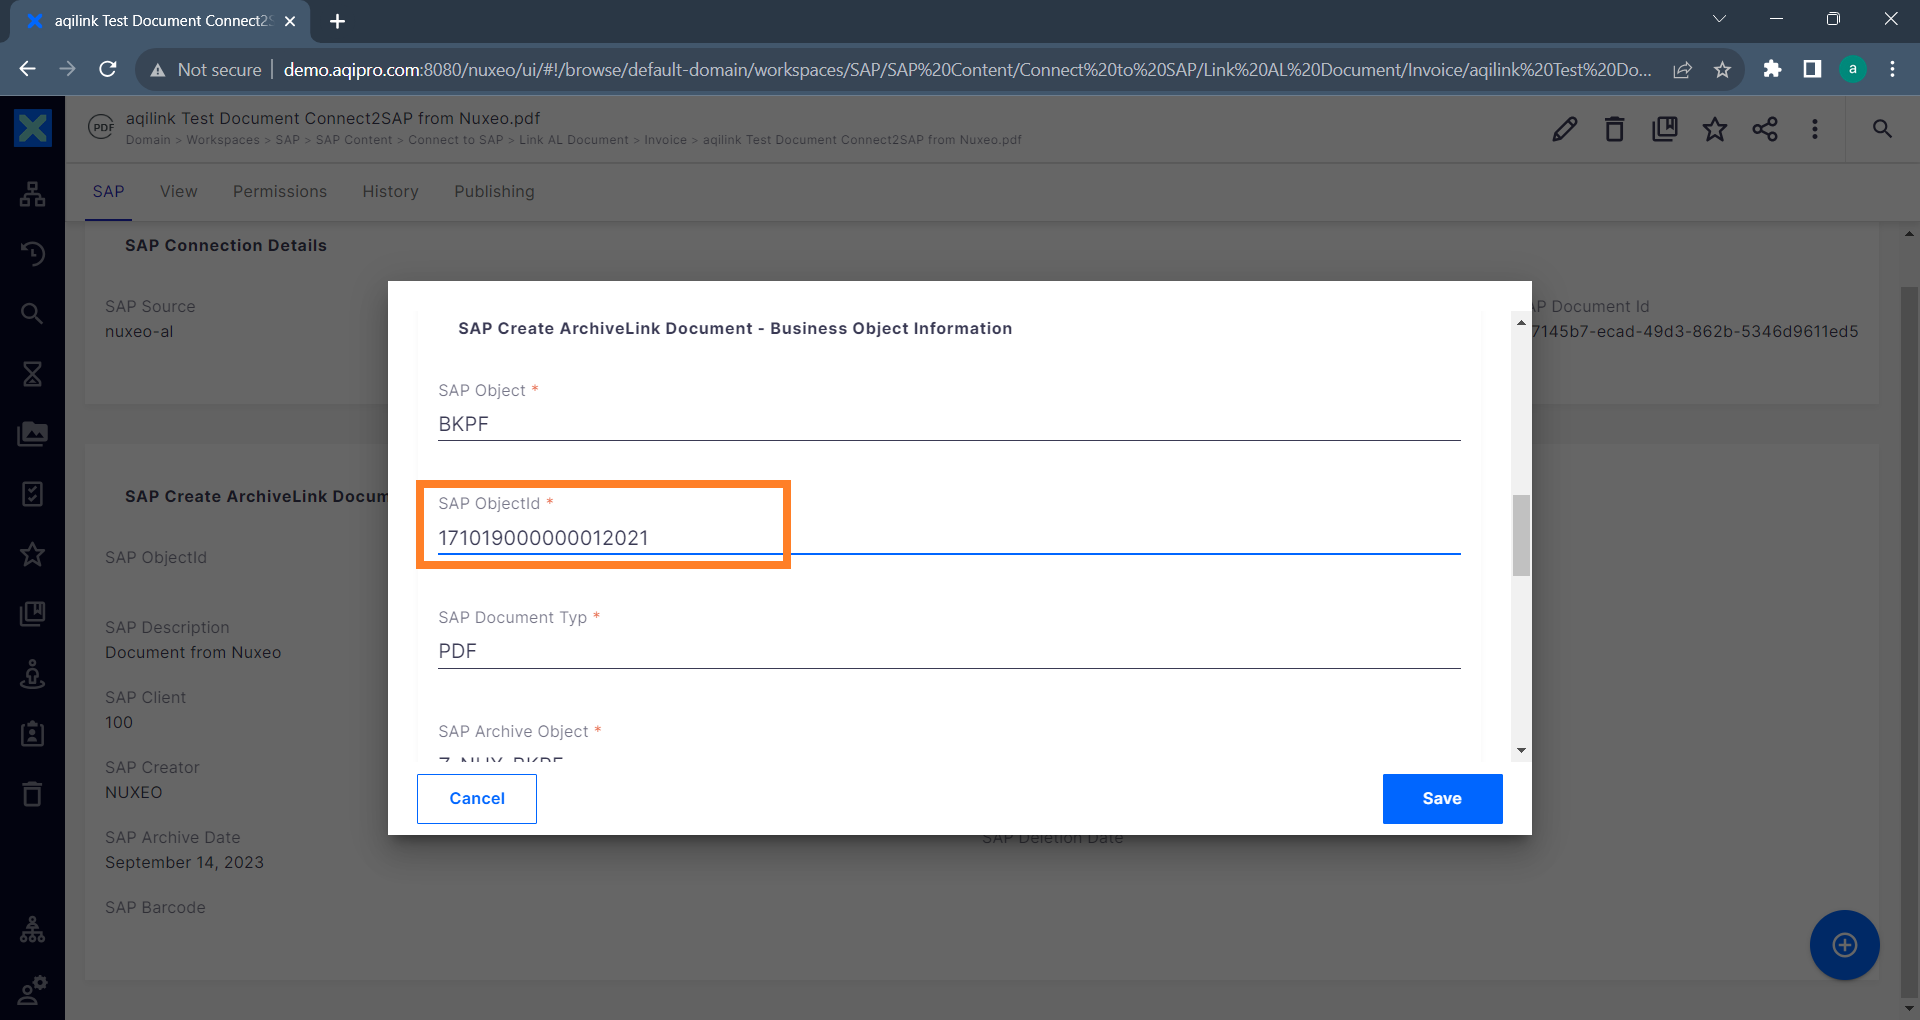 aqilink Test Document Connect2S
Not secure
demo.aqipro.com:8080/nuxeo/ui/#!/browse/default-domain/workspaces/SAP/SAP%20Content/Connect%20to%20SAP/Link%20AL%20Document/Invoice/aqilink%20Test%20Do...
a
PDF
aqilink Test Document Connect2SAP from Nuxeo.pdf
Domain > Workspaces > SAP > SAP Content > Connect to SAP > Link AL Document > Invoice > aqilink Test Document Connect2SAP from Nuxeo.pdf
SAP View Permissions History Publishing
SAP Connection Details
SAP Source
nuxeo-al
AP Document Id
7145b7-ecad-49d3-862b-5346d9611ed5
SAP Create ArchiveLink Docum
SAP ObjectId
SAP Description
Document from Nuxeo
SAP Client
100
SAP Creator
NUXEO
SAP Archive Date
September 14, 2023
SAP Deletion Date
SAP Barcode
SAP Create ArchiveLink Document - Business Object Information
SAP Object *
BKPF
SAP ObjectId *
171019000000012021
SAP Document Typ *
PDF
SAP Archive Object *
Z_NUX_BKPF
Cancel
Save